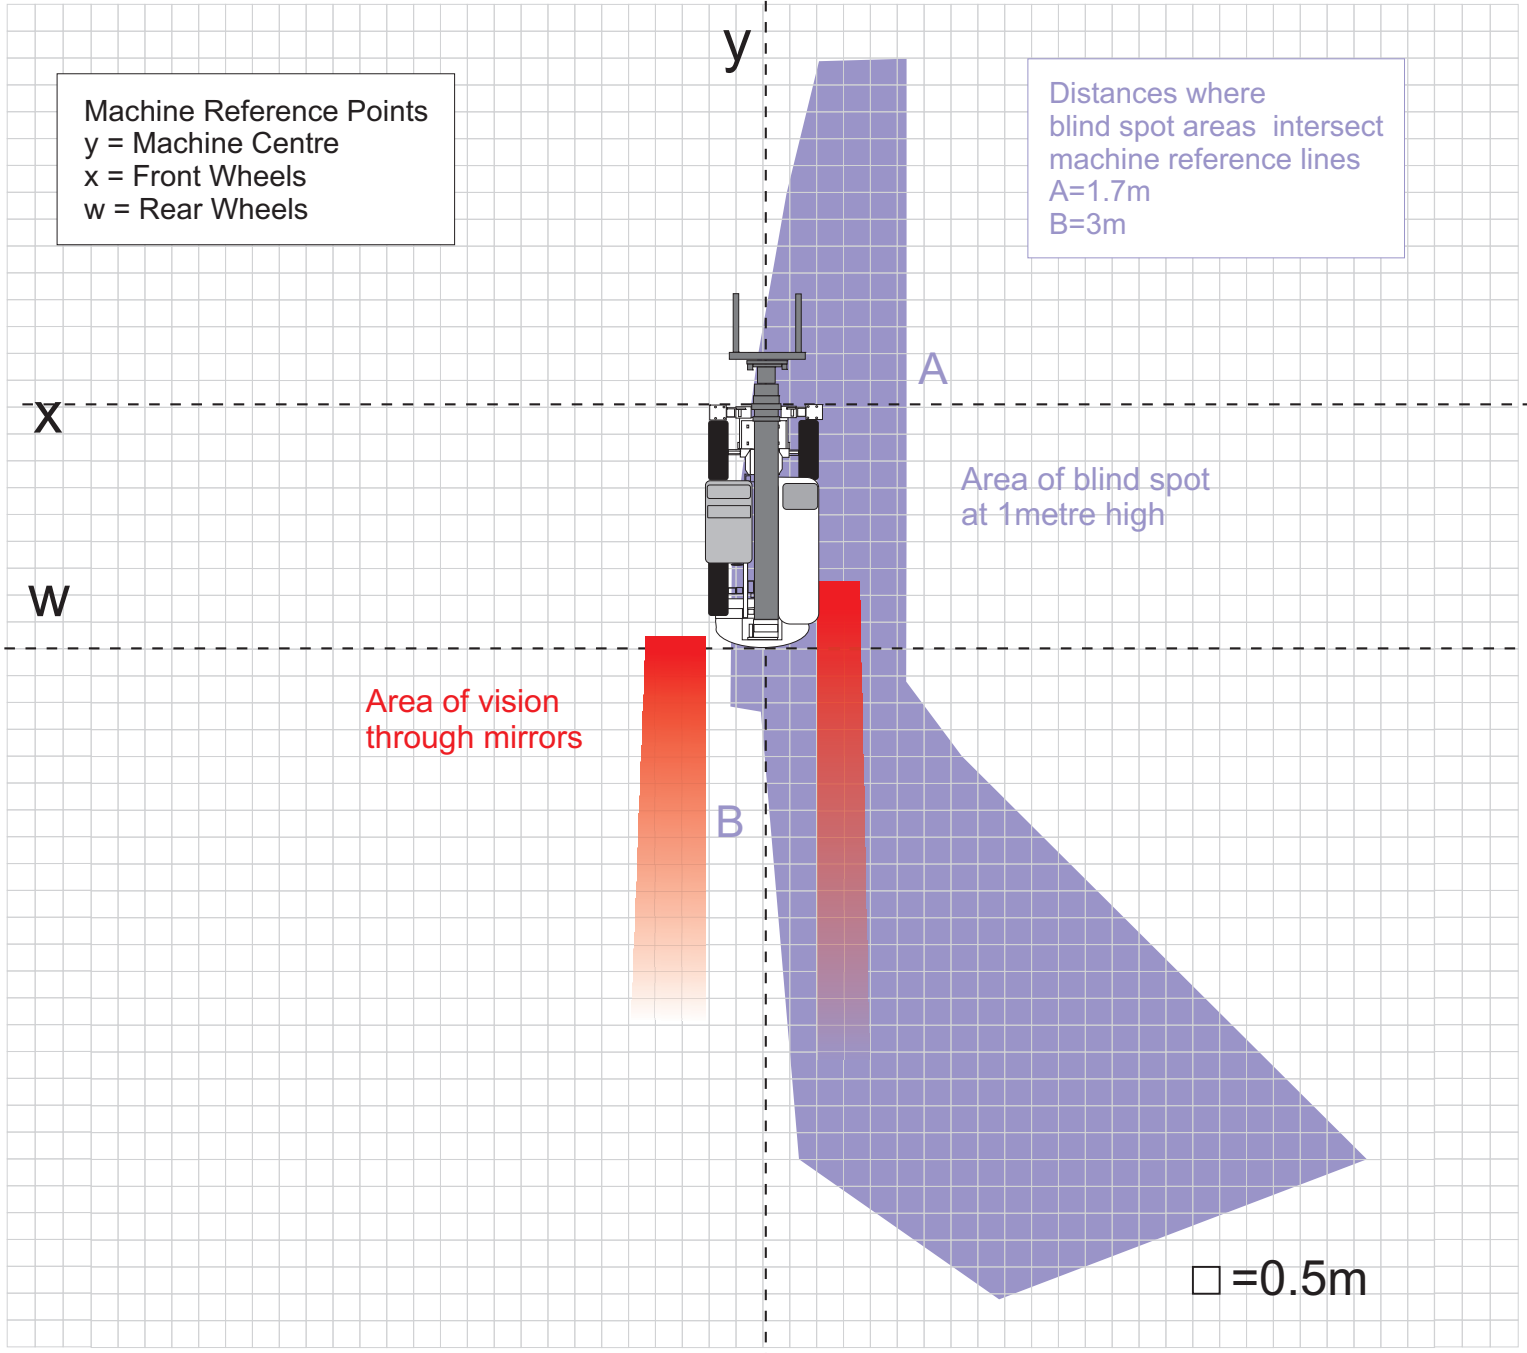 y
Machine Reference Points
y = Machine Centre
x = Front Wheels
w = Rear Wheels
Distances where
blind spot areas  intersect
machine reference lines
A=1.7m
B=3m
A
x
Area of blind spot
at 1metre high
w
Area of vision
through mirrors
B
=0.5m